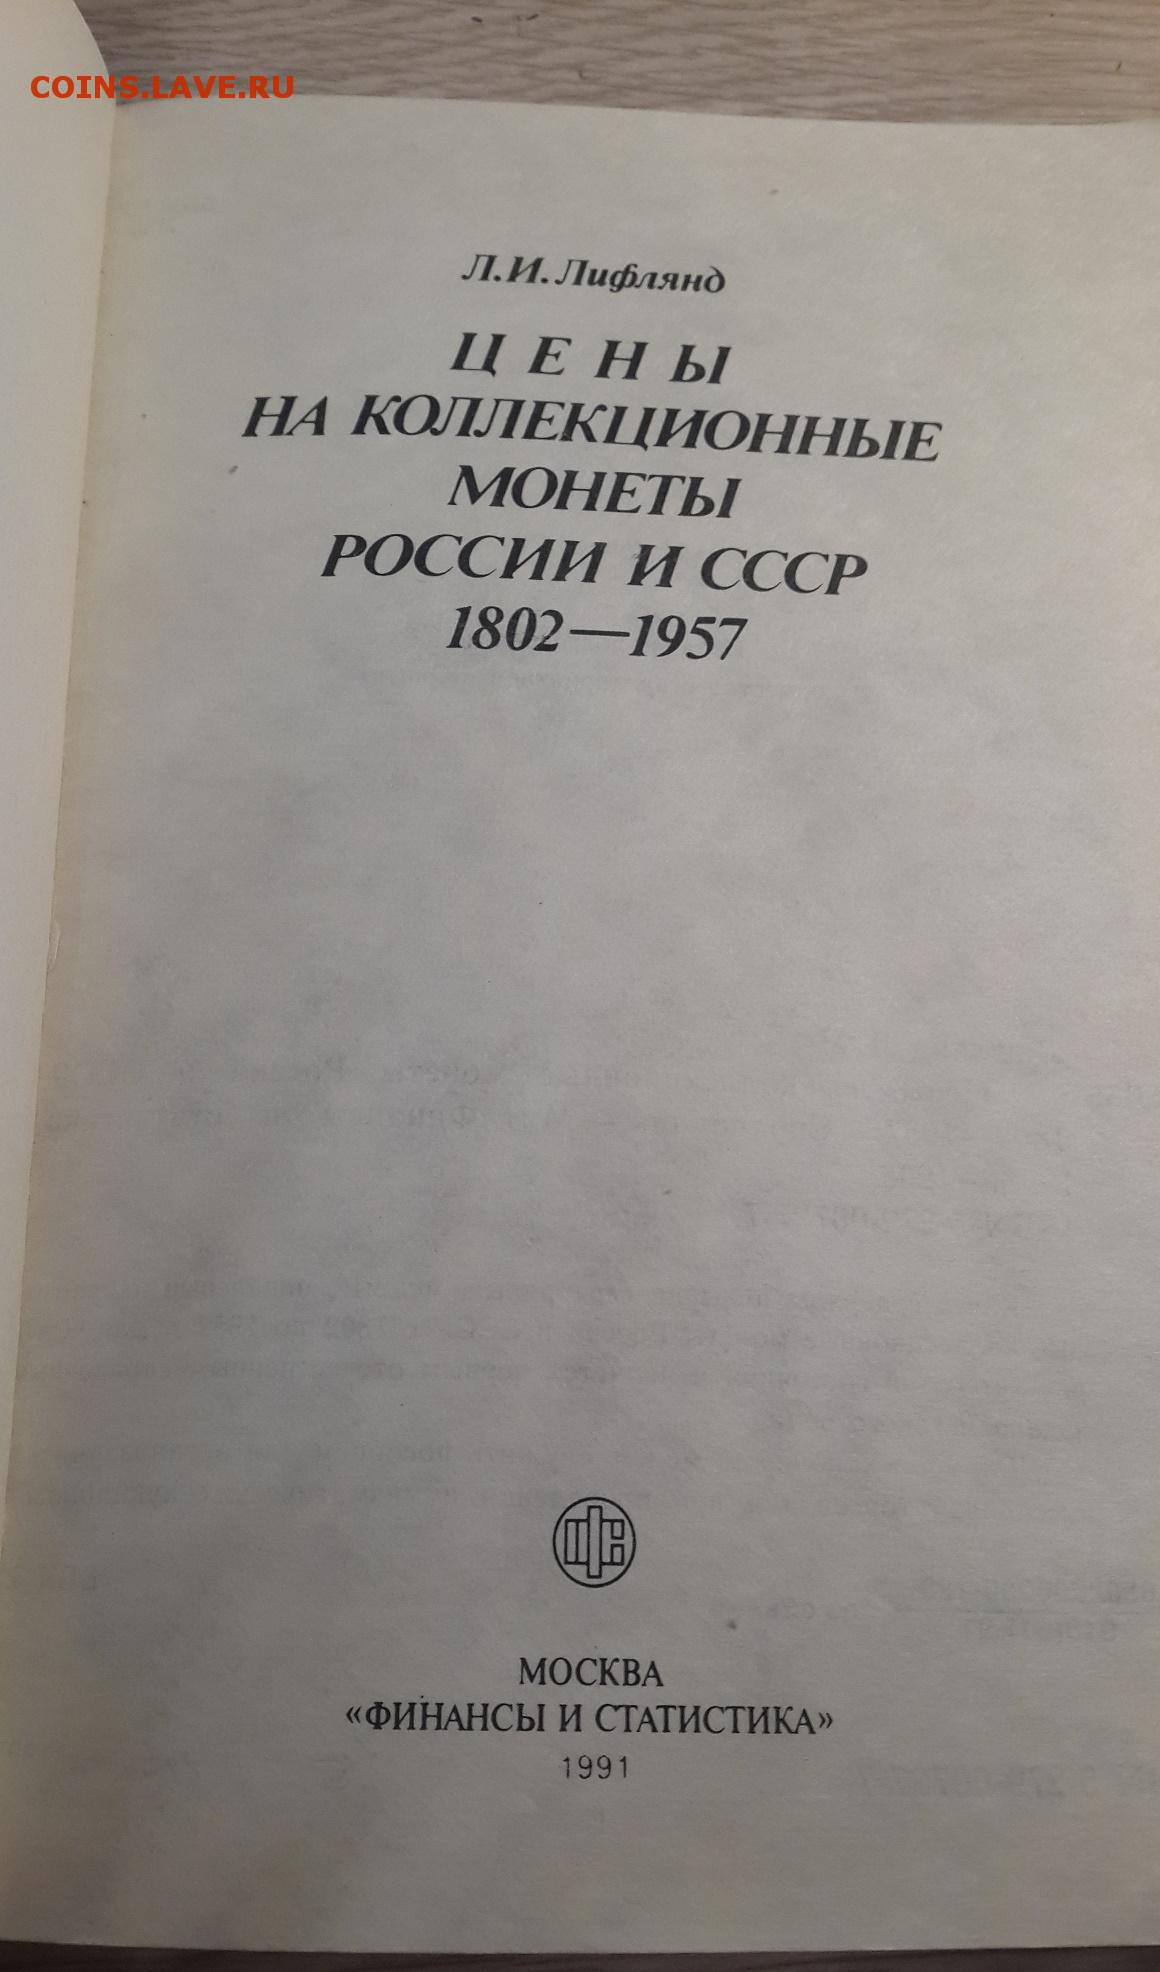 COINS.LAVE.RU
Л.И. Лифлянд
ЦЕНЫ
НА КОЛЛЕКЦИОННЫЕ
МОНЕТЫ
РОССИИ И СССР
1802—1957
МОСКВА
«ФИНАНСЫ И СТАТИСТИКА»
1991